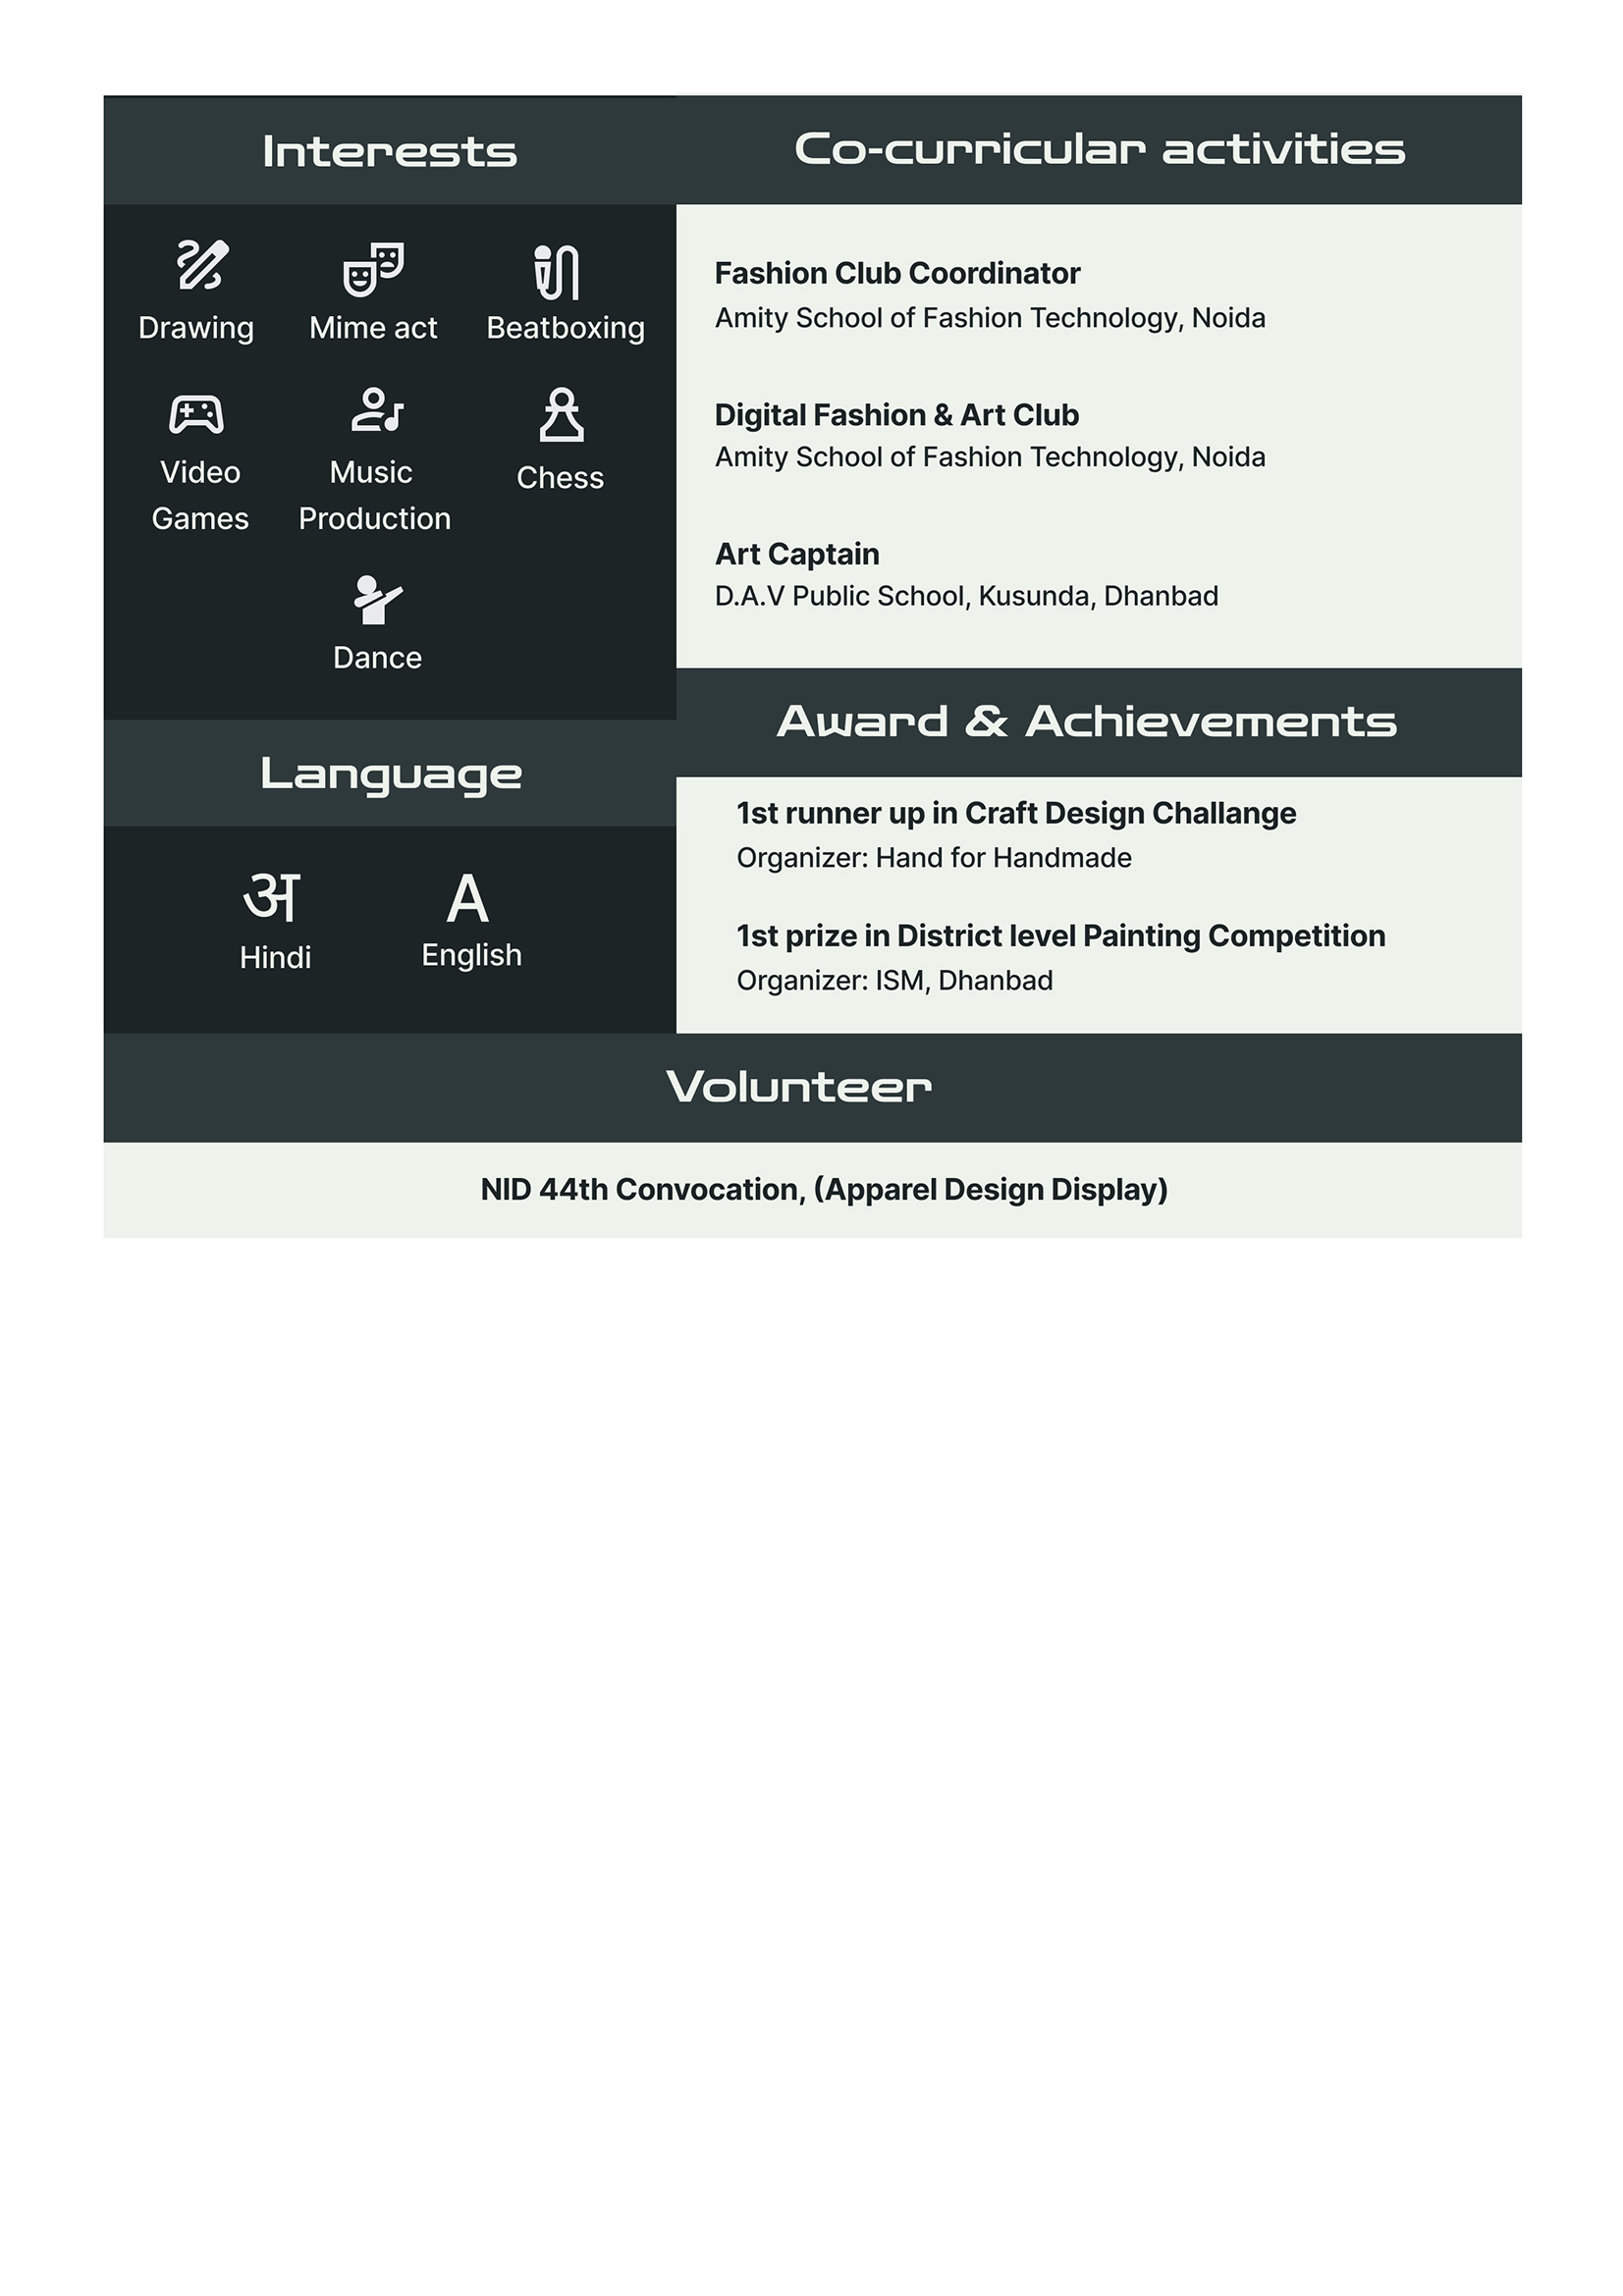 Interests
Drawing
Mime act
Beatboxing
Video
Games
Music
Production
Chess
Dance
Language
अ
Hindi
A
English
Co-curricular activities
Fashion Club Coordinator
Amity School of Fashion Technology, Noida
Digital Fashion & Art Club
Amity School of Fashion Technology, Noida
Art Captain
D.A.V Public School, Kusunda, Dhanbad
Award & Achievements
1st runner up in Craft Design Challange
Organizer: Hand for Handmade
1st prize in District level Painting Competition
Organizer: ISM, Dhanbad
Volunteer
NID 44th Convocation, (Apparel Design Display)